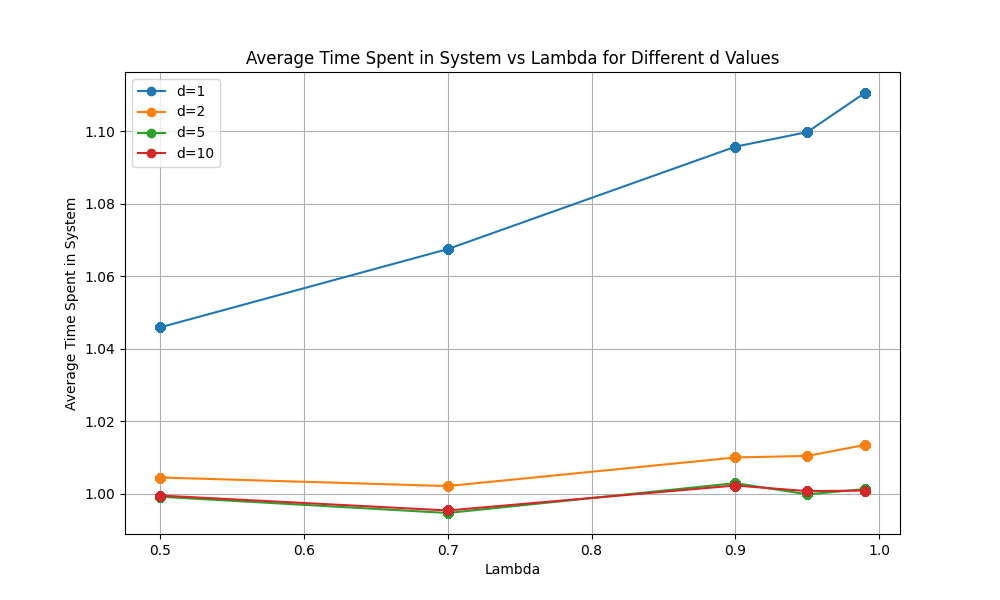 Average Time Spent in System vs Lambda for Different d Values
d=1
d=2
d=5
d=10
Average Time Spent in System
1.10
1.08
1.06
1.04
1.02
1.00
0.5 0.6 0.7 0.8 0.9 1.0
Lambda